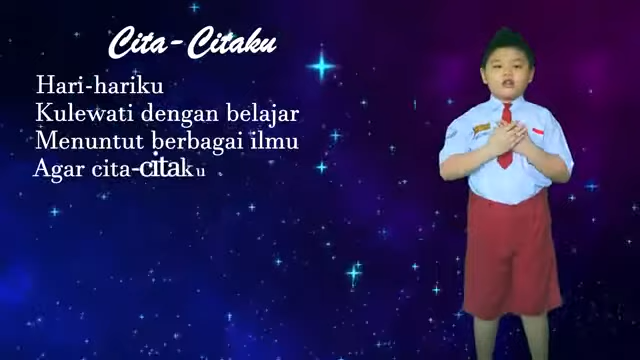 Cita-Citaku
Hari-hariku
Kulewati dengan belajar
Menuntut berbagai ilmu
Agar cita-citaku